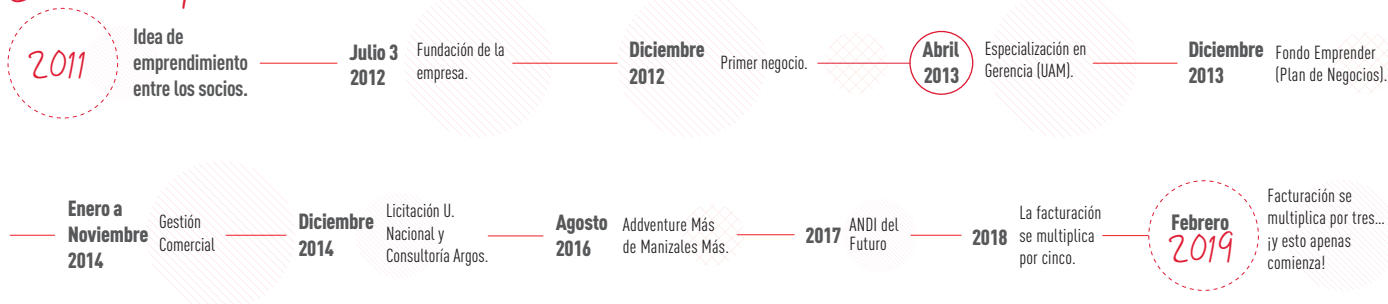 2011
Idea de
emprendimiento
entre los socios.
Julio 3
2012
Fundación de la
empresa.
Diciembre
2012
Primer negocio.
Abril
2013
Especialización en
Gerencia (UAM).
Diciembre
2013
Fondo Emprender
(Plan de Negocios).
Enero a
Noviembre
2014
Gestión
Comercial
Diciembre
2014
Licitación U.
Nacional y
Consultoría Argos.
Agosto
2016
Addventure Más
de Manizales Más.
2017
ANDI del
Futuro
2018
La facturación
se multiplica
por cinco.
Febrero
2019
Facturación se
multiplica por tres...
¡y esto apenas
comienza!